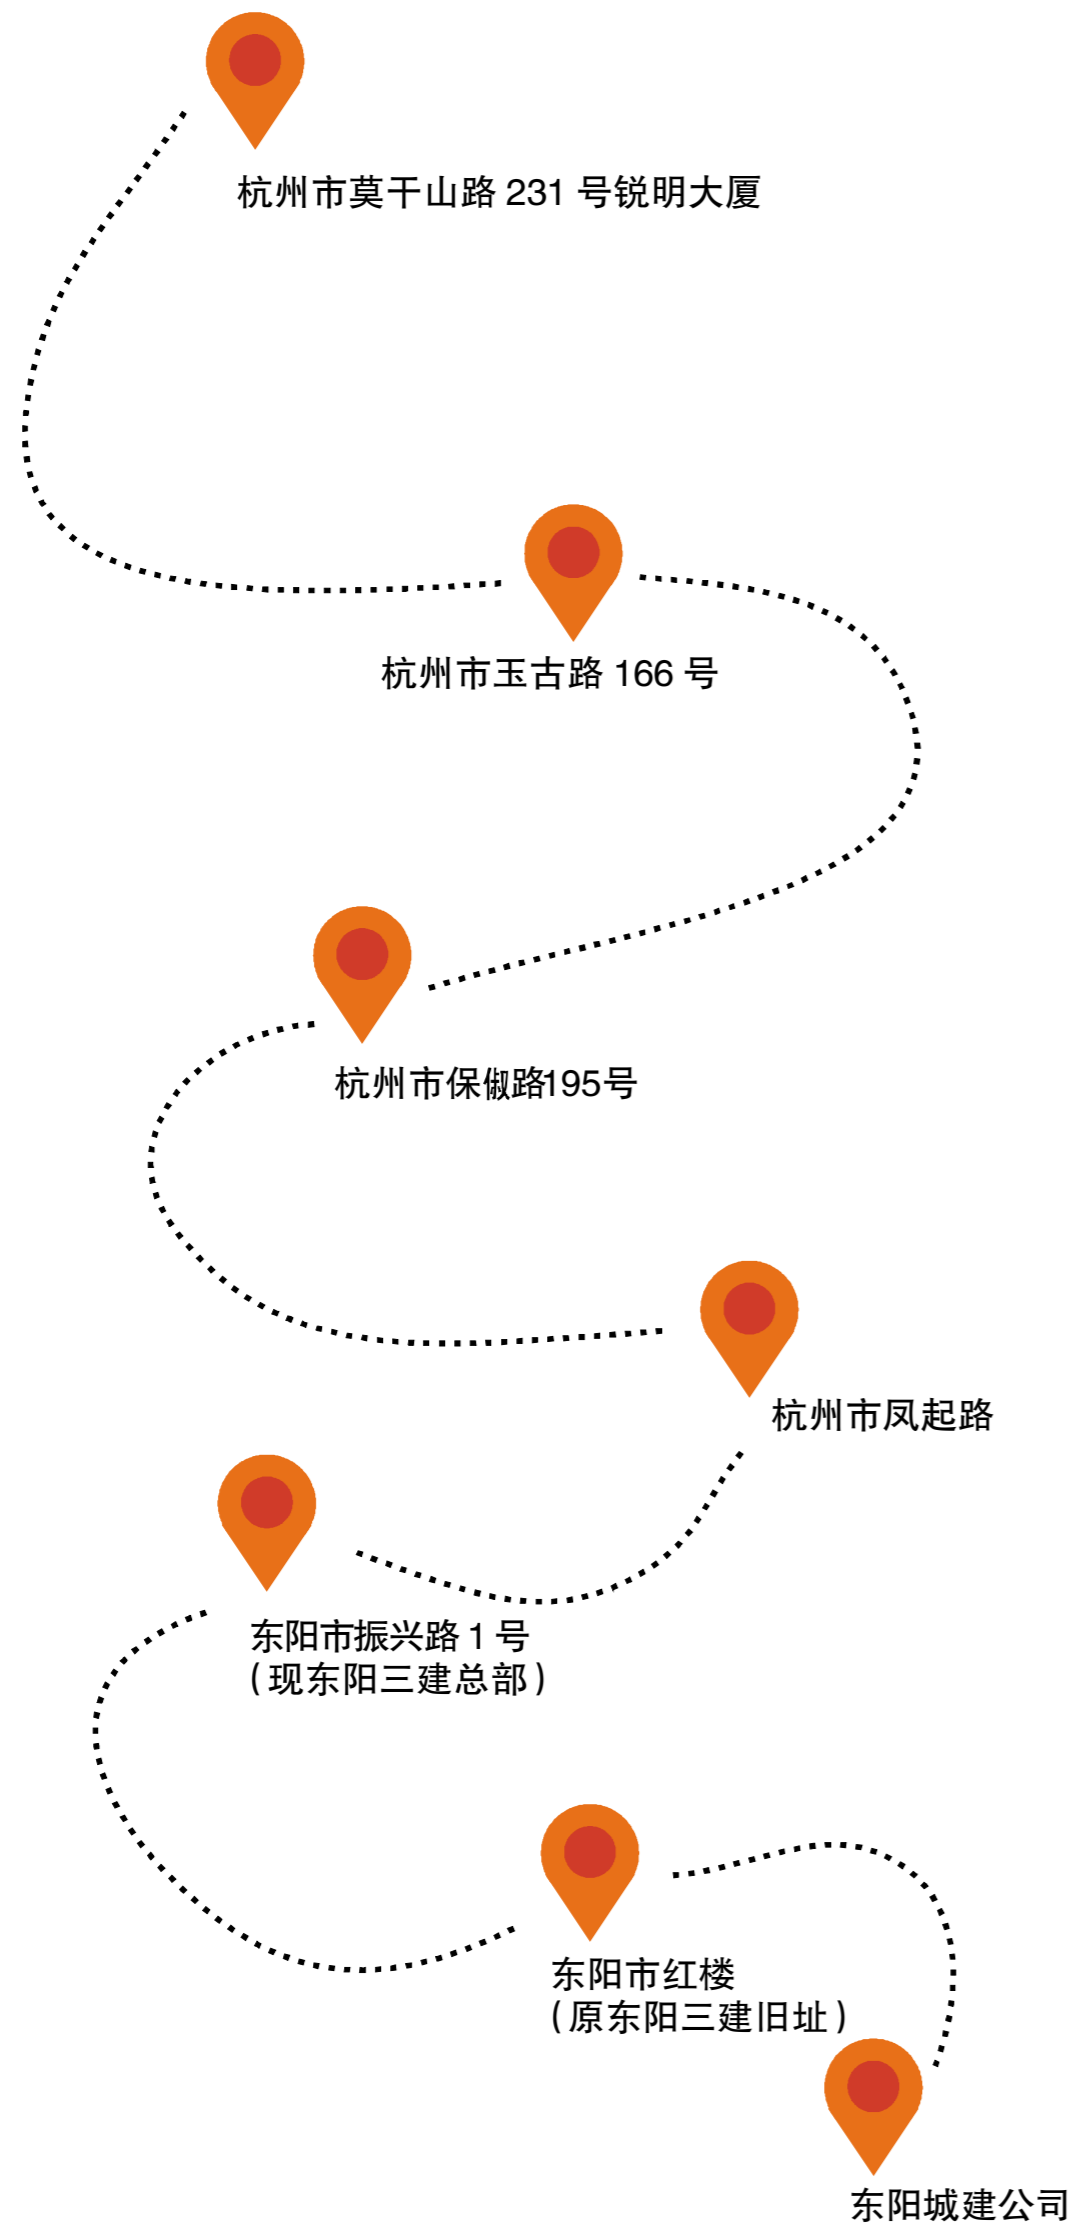 杭州市莫干山路 231 号锐明大厦
杭州市玉古路 166 号
杭州市保俶路195号
杭州市凤起路
东阳市振兴路 1 号
(现东阳三建总部)
东阳市红楼
(原东阳三建旧址)
东阳城建公司